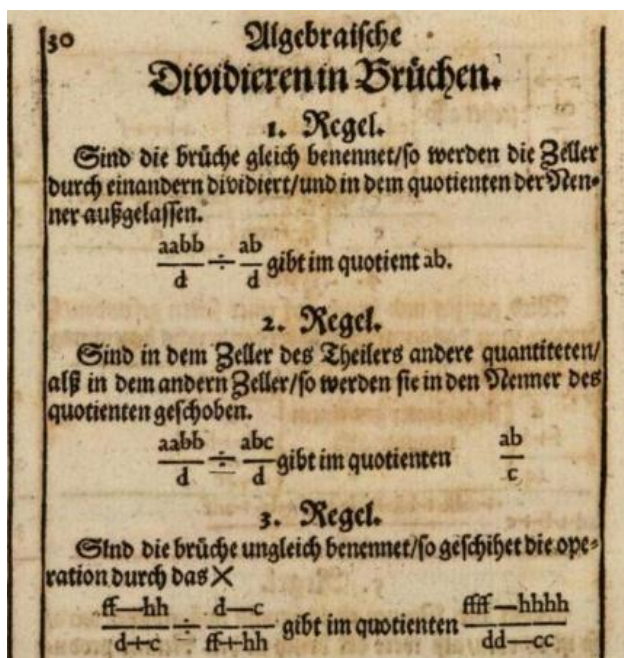 30 Algebraische
Dividieren in Brüchen.
1. Regel.
Sind die brüche gleich benennet/so werden die Zeller
durch einandern dividiert/und in dem quotienten der Nen-
ner außgelassen.
aabb/d ÷ ab/d gibt im quotient ab.
2. Regel.
Sind in dem Zeller des Theilers andere quantiteten/
alß in dem andern Zeller/so werden sie in den Nenner des
quotienten geschoben.
aabb/d ÷ abc/d gibt im quotienten ab/c
3. Regel.
Sind die brüche ungleich benennet/so geschihet die ope-
ration durch das ×
ff—hh/d+c ÷ d—c/ff+hh gibt im quotienten ffff—hhhh/dd—cc